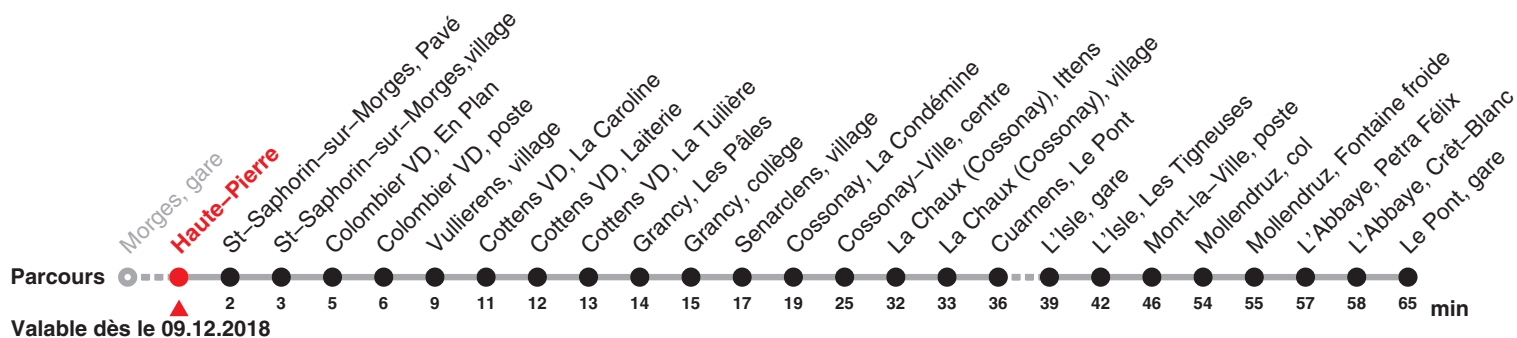 Morges, gare
Haute–Pierre
St–Saphorin–sur–Morges, Pavé
St–Saphorin–sur–Morges,village
Colombier VD, En Plan
Colombier VD, poste
Vullierens, village
Cottens VD, La Caroline
Cottens VD, Laiterie
Cottens VD, La Tuilière
Grancy, Les Pâles
Grancy, collège
Senarclens, village
Cossonay, La Condémine
Cossonay–Ville, centre
La Chaux (Cossonay), Ittens
La Chaux (Cossonay), village
Cuarnens, Le Pont
L'Isle, gare
L'Isle, Les Tigneuses
Mont–la–Ville, poste
Mollendruz, col
Mollendruz, Fontaine froide
L'Abbaye, Petra Félix
L'Abbaye, Crêt–Blanc
Le Pont, gare
Parcours
2 3 5 6 9 11 12 13 14 15 17 19 25 32 33 36 39 42 46 54 55 57 58 65 min
Valable dès le 09.12.2018